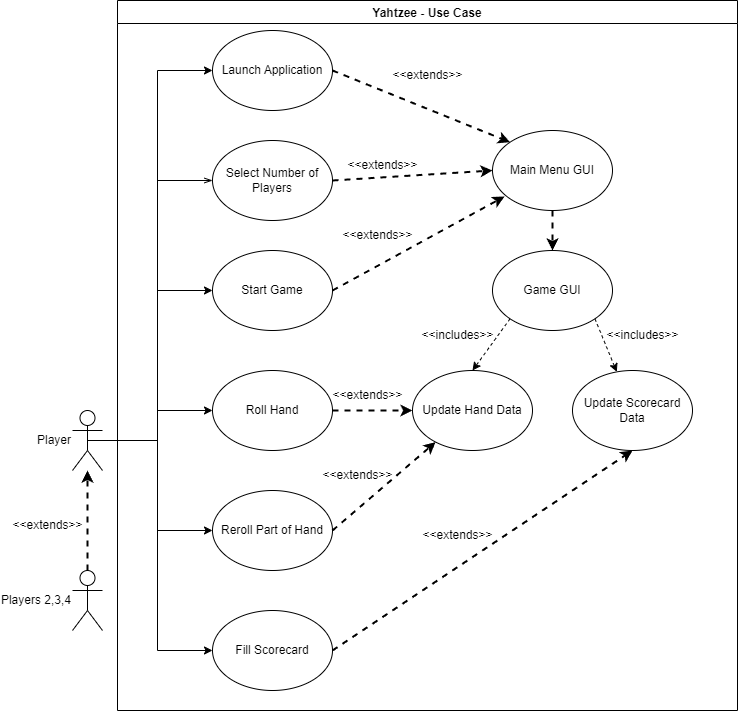 Yahtzee - Use Case
Launch Application
<<extends>>
Select Number of
Players
<<extends>>
Main Menu GUI
<<extends>>
Start Game
Game GUI
<<includes>>
<<includes>>
Roll Hand
<<extends>>
Update Hand Data
Update Scorecard
Data
Player
<<extends>>
Reroll Part of Hand
<<extends>>
<<extends>>
Players 2,3,4
Fill Scorecard